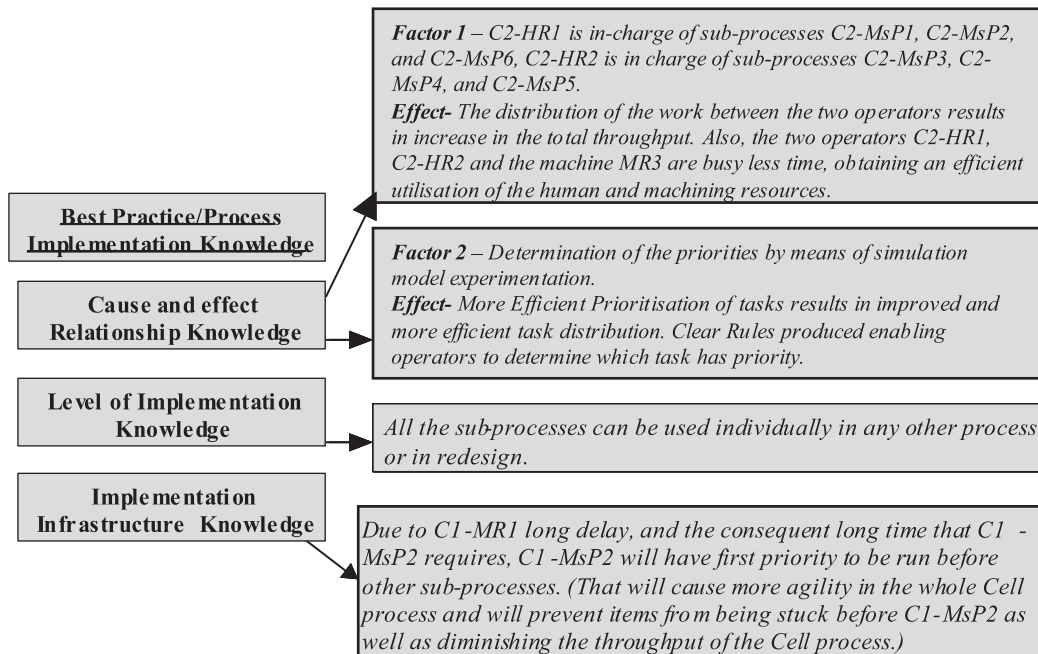 Factor 1 – C2-HR1 is in-charge of sub-processes C2-MsP1, C2-MsP2,
and C2-MsP6, C2-HR2 is in charge of sub-processes C2-MsP3, C2-
MsP4, and C2-MsP5.
Effect- The distribution of the work between the two operators results
in increase in the total throughput. Also, the two operators C2-HR1,
C2-HR2 and the machine MR3 are busy less time, obtaining an efficient
utilisation of the human and machining resources.
Best Practice/Process
Implementation Knowledge
Cause and effect
Relationship Knowledge
Factor 2 – Determination of the priorities by means of simulation
model experimentation.
Effect- More Efficient Prioritisation of tasks results in improved and
more efficient task distribution. Clear Rules produced enabling
operators to determine which task has priority.
Level of Implementation
Knowledge
All the sub-processes can be used individually in any other process
or in redesign.
Implementation
Infrastructure Knowledge
Due to C1-MR1 long delay, and the consequent long time that C1 -
MsP2 requires, C1-MsP2 will have first priority to be run before
other sub-processes. (That will cause more agility in the whole Cell
process and will prevent items from being stuck before C1-MsP2 as
well as diminishing the throughput of the Cell process.)